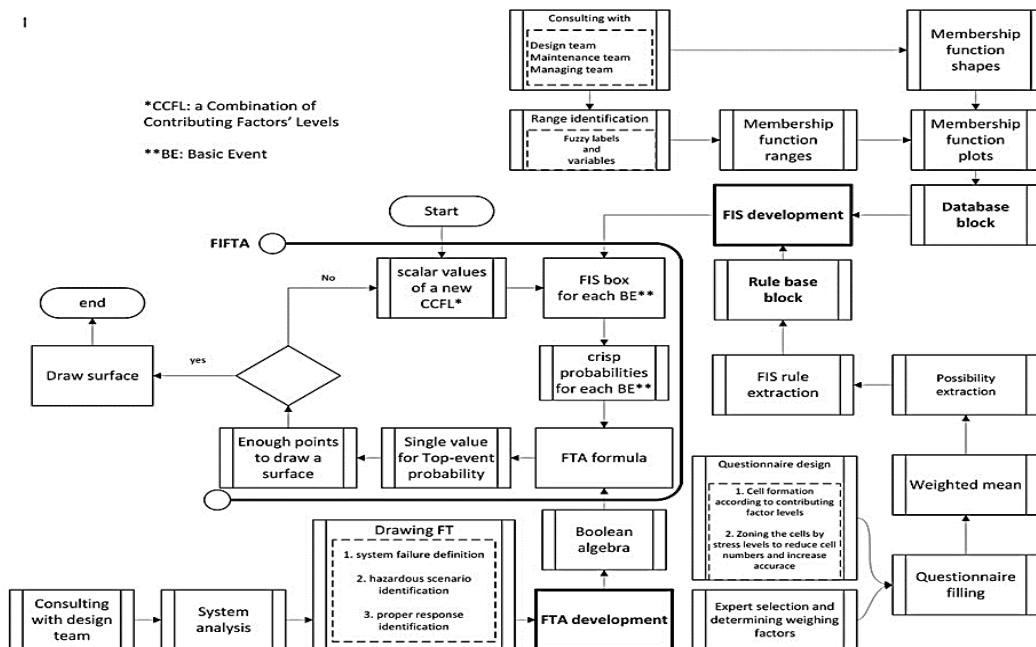 Consulting with
Design team
Maintenance team
Managing team
Membership
function
shapes
*CCFL: a Combination of
Contributing Factors' Levels
**BE: Basic Event
Range identification
Fuzzy labels
and
variables
Membership
function
ranges
Membership
function
plots
Start
FIS development
Database
block
FIFTA
No
scalar values
of a new
CCFL*
FIS box
for each BE**
Rule base
block
end
yes
Draw surface
crisp
probabilities
for each BE**
FIS rule
extraction
Possibility
extraction
Enough points
to draw a
surface
Single value
for Top-event
probability
FTA formula
Questionnaire design
1. Cell formation
according to contributing
factor levels
2. Zoning the cells by
stress levels to reduce cell
numbers and increase
accurace
Weighted mean
Drawing FT
1. system failure definition
2. hazardous scenario
identification
3. proper response
identification
Boolean
algebra
Questionnaire
filling
Consulting
with design
team
System
analysis
FTA development
Expert selection and
determining weighing
factors